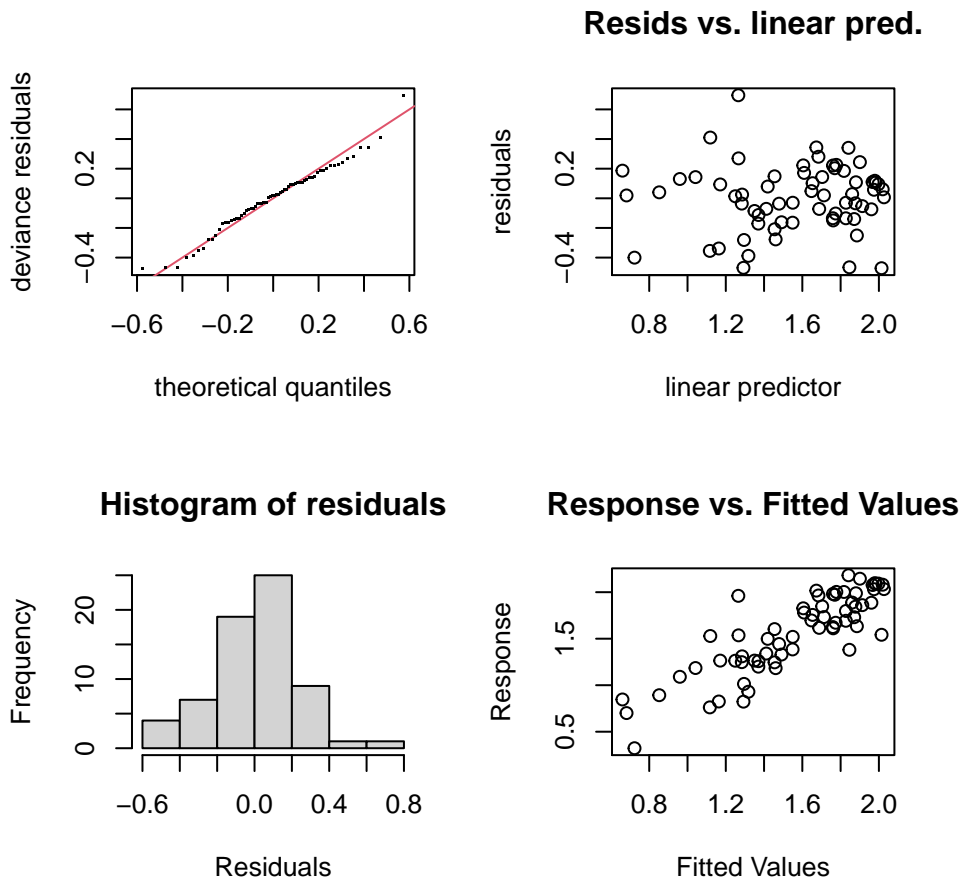 deviance residuals
−0.4 0.2
−0.6 −0.2 0.2 0.6
theoretical quantiles
Resids vs. linear pred.
residuals
−0.4 0.2
0.8 1.2 1.6 2.0
linear predictor
Histogram of residuals
Frequency
0 10 20
−0.6 0.0 0.4 0.8
Residuals
Response vs. Fitted Values
Response
0.5 1.5
0.8 1.2 1.6 2.0
Fitted Values